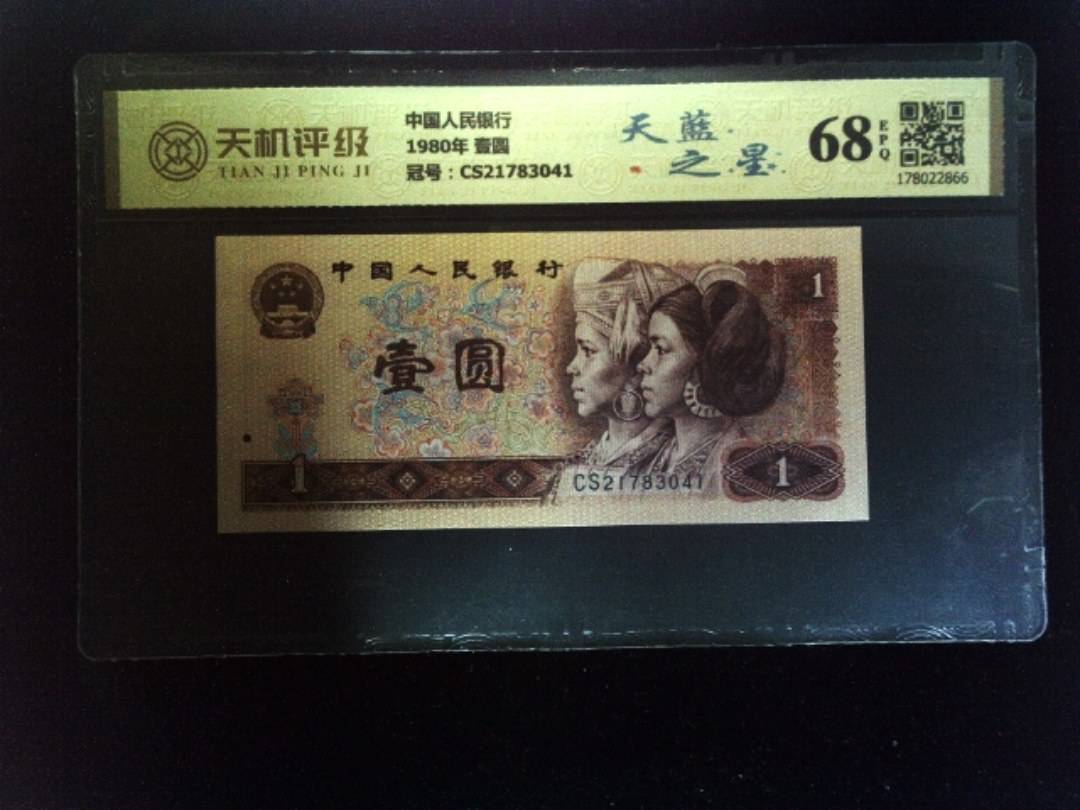 天机评级
TIAN JI PING JI
中国人民银行
1980年 壹圆
冠号：CS21783041
天藍
之星
68
EPQ
178022866
中国人民银行
1
壹圆
1
CS21783041
1